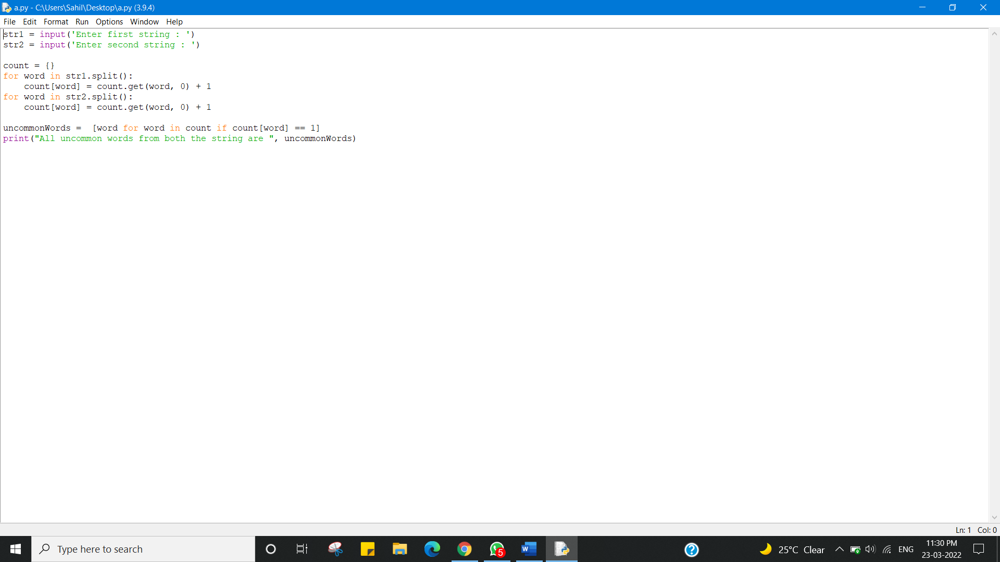 a.py - C:\Users\Sahil\Desktop\a.py (3.9.4)
File Edit Format Run Options Window Help
str1 = input('Enter first string : ')
str2 = input('Enter second string : ')

count = {}
for word in str1.split():
    count[word] = count.get(word, 0) + 1
for word in str2.split():
    count[word] = count.get(word, 0) + 1

uncommonWords =  [word for word in count if count[word] == 1]
print("All uncommon words from both the string are ", uncommonWords)
Ln: 1 Col: 0
Type here to search
5
W
?
25°C Clear
ENG
11:30 PM
23-03-2022